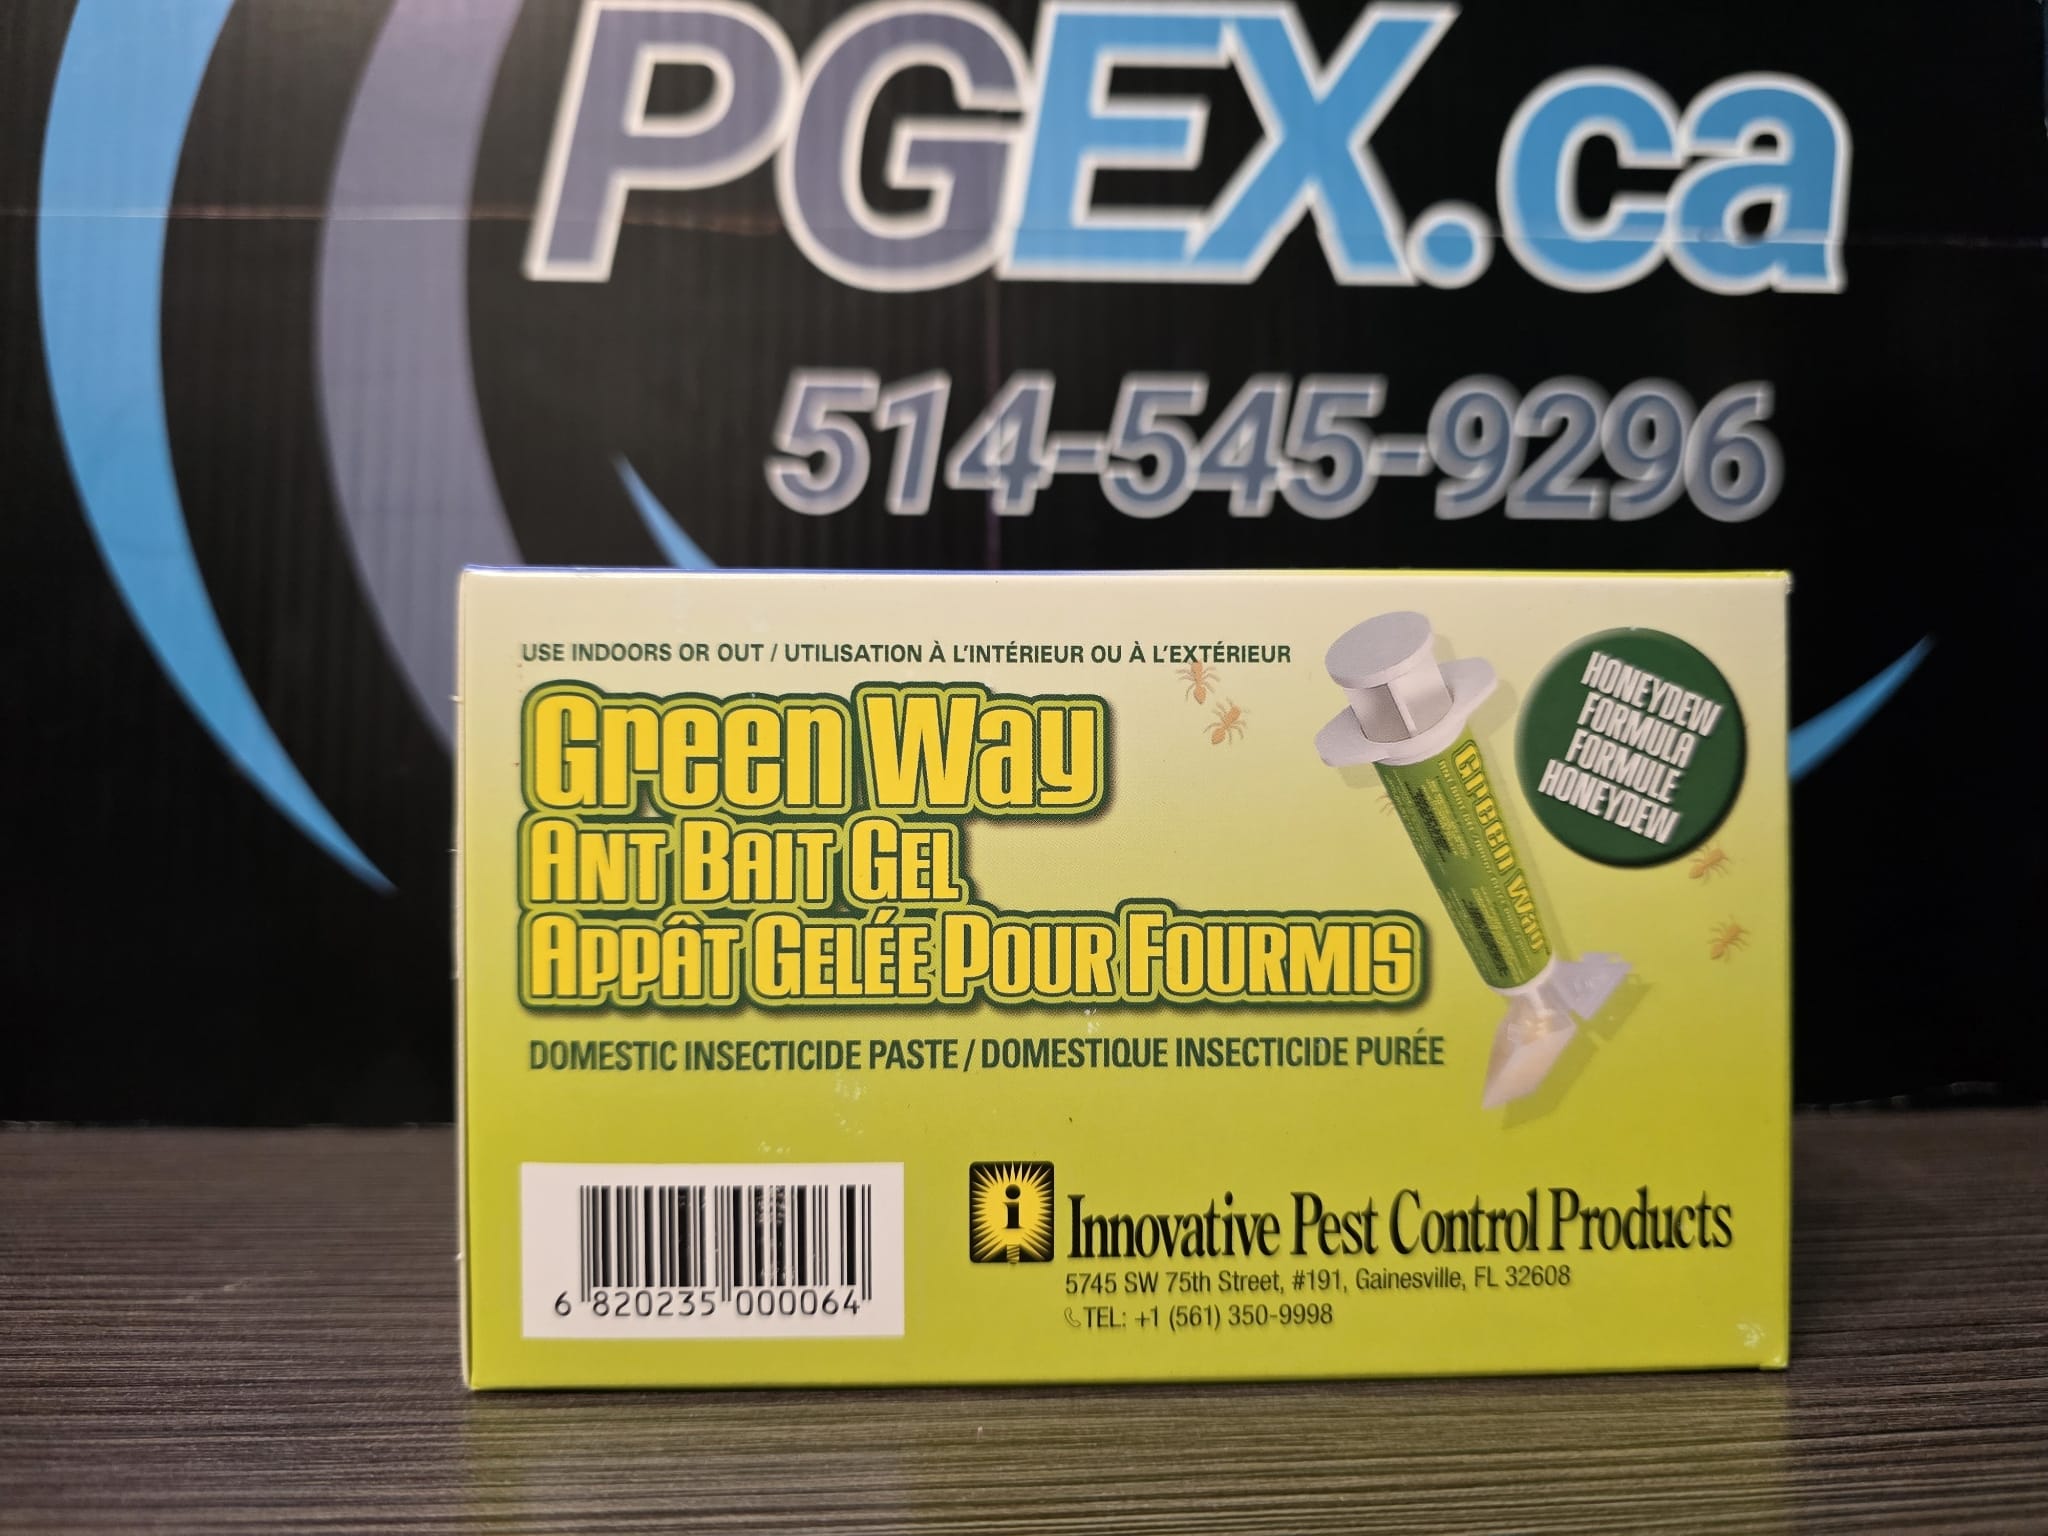 PGEX.ca
514-545-9296
USE INDOORS OR OUT / UTILISATION À L'INTÉRIEUR OU À L'EXTÉRIEUR
Green Way
ANT BAIT GEL
APPÂT GELÉE POUR FOURMIS
DOMESTIC INSECTICIDE PASTE / DOMESTIQUE INSECTICIDE PURÉE
HONEYDEW
FORMULA
FORMULE
HONEYDEW
Green Way
6 820235 000064
i
Innovative Pest Control Products
5745 SW 75th Street, #191, Gainesville, FL 32608
TEL: +1 (561) 350-9998